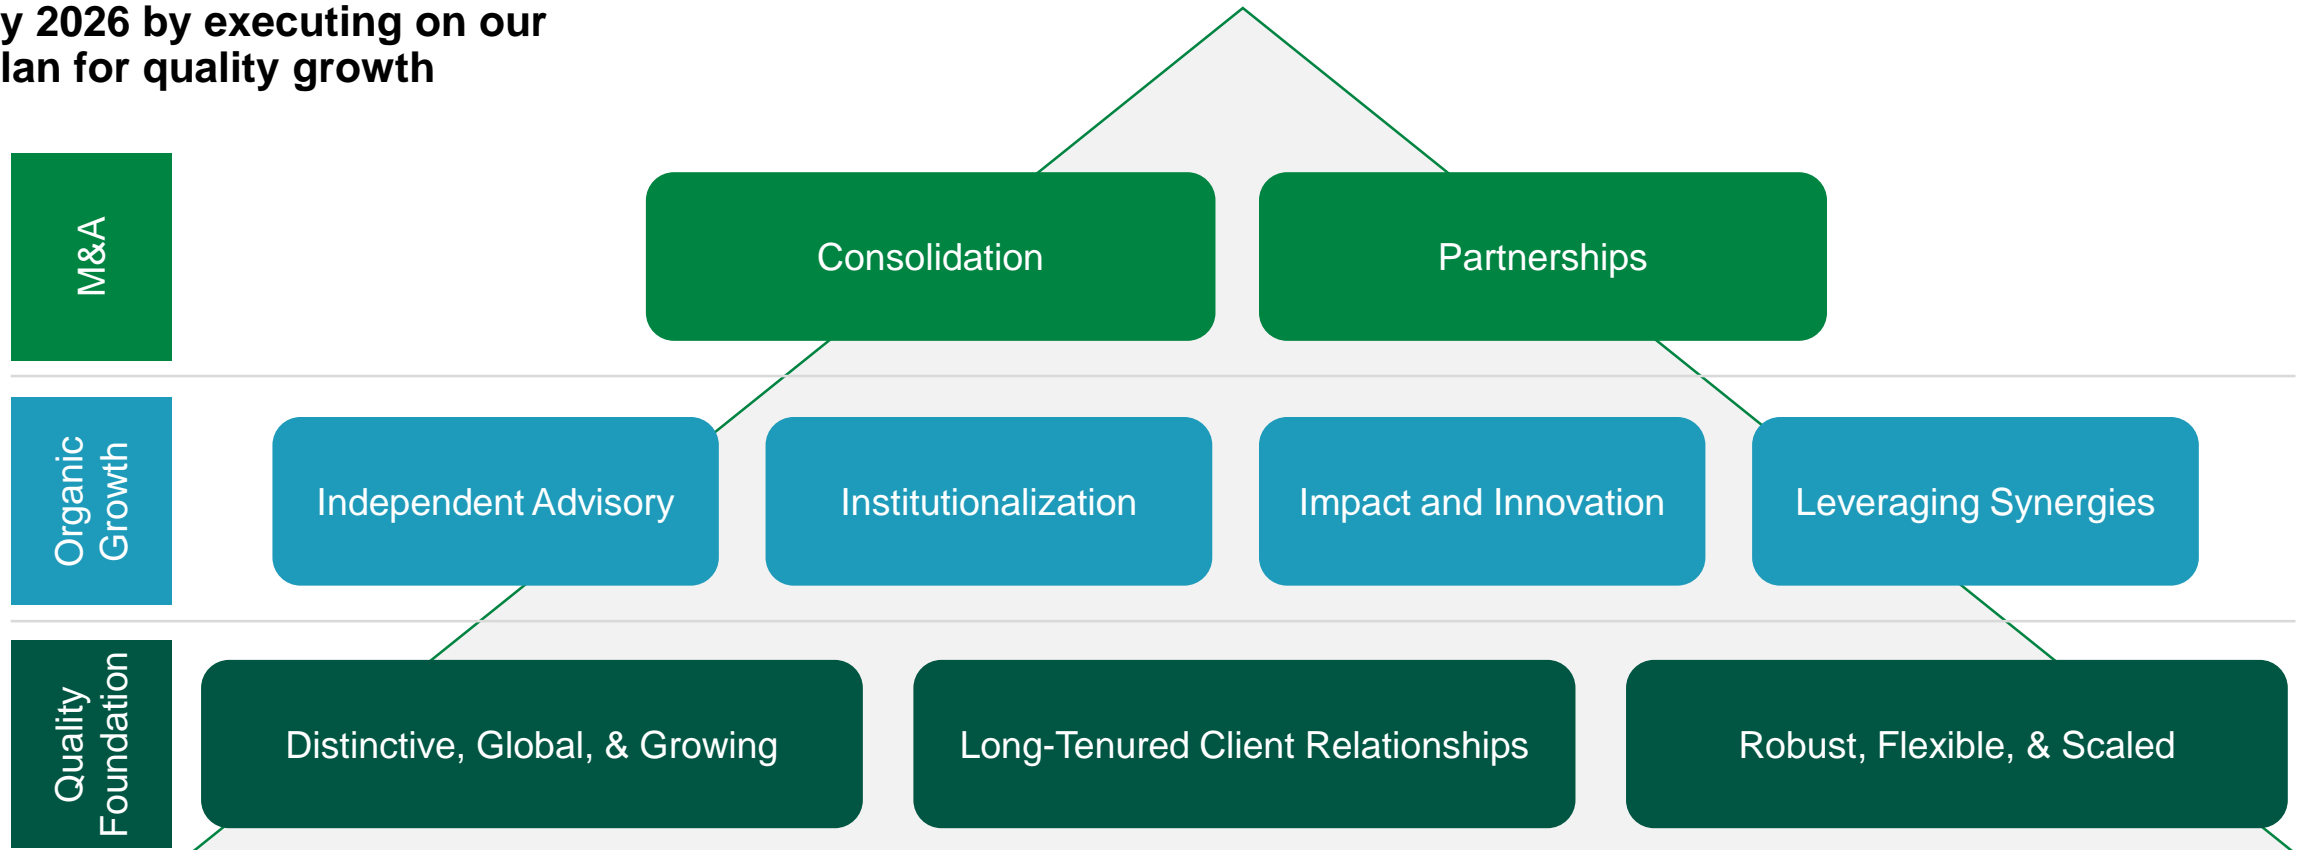 y 2026 by executing on our
lan for quality growth
M&A
Consolidation
Partnerships
Organic
Growth
Independent Advisory
Institutionalization
Impact and Innovation
Leveraging Synergies
Quality
Foundation
Distinctive, Global, & Growing
Long-Tenured Client Relationships
Robust, Flexible, & Scaled